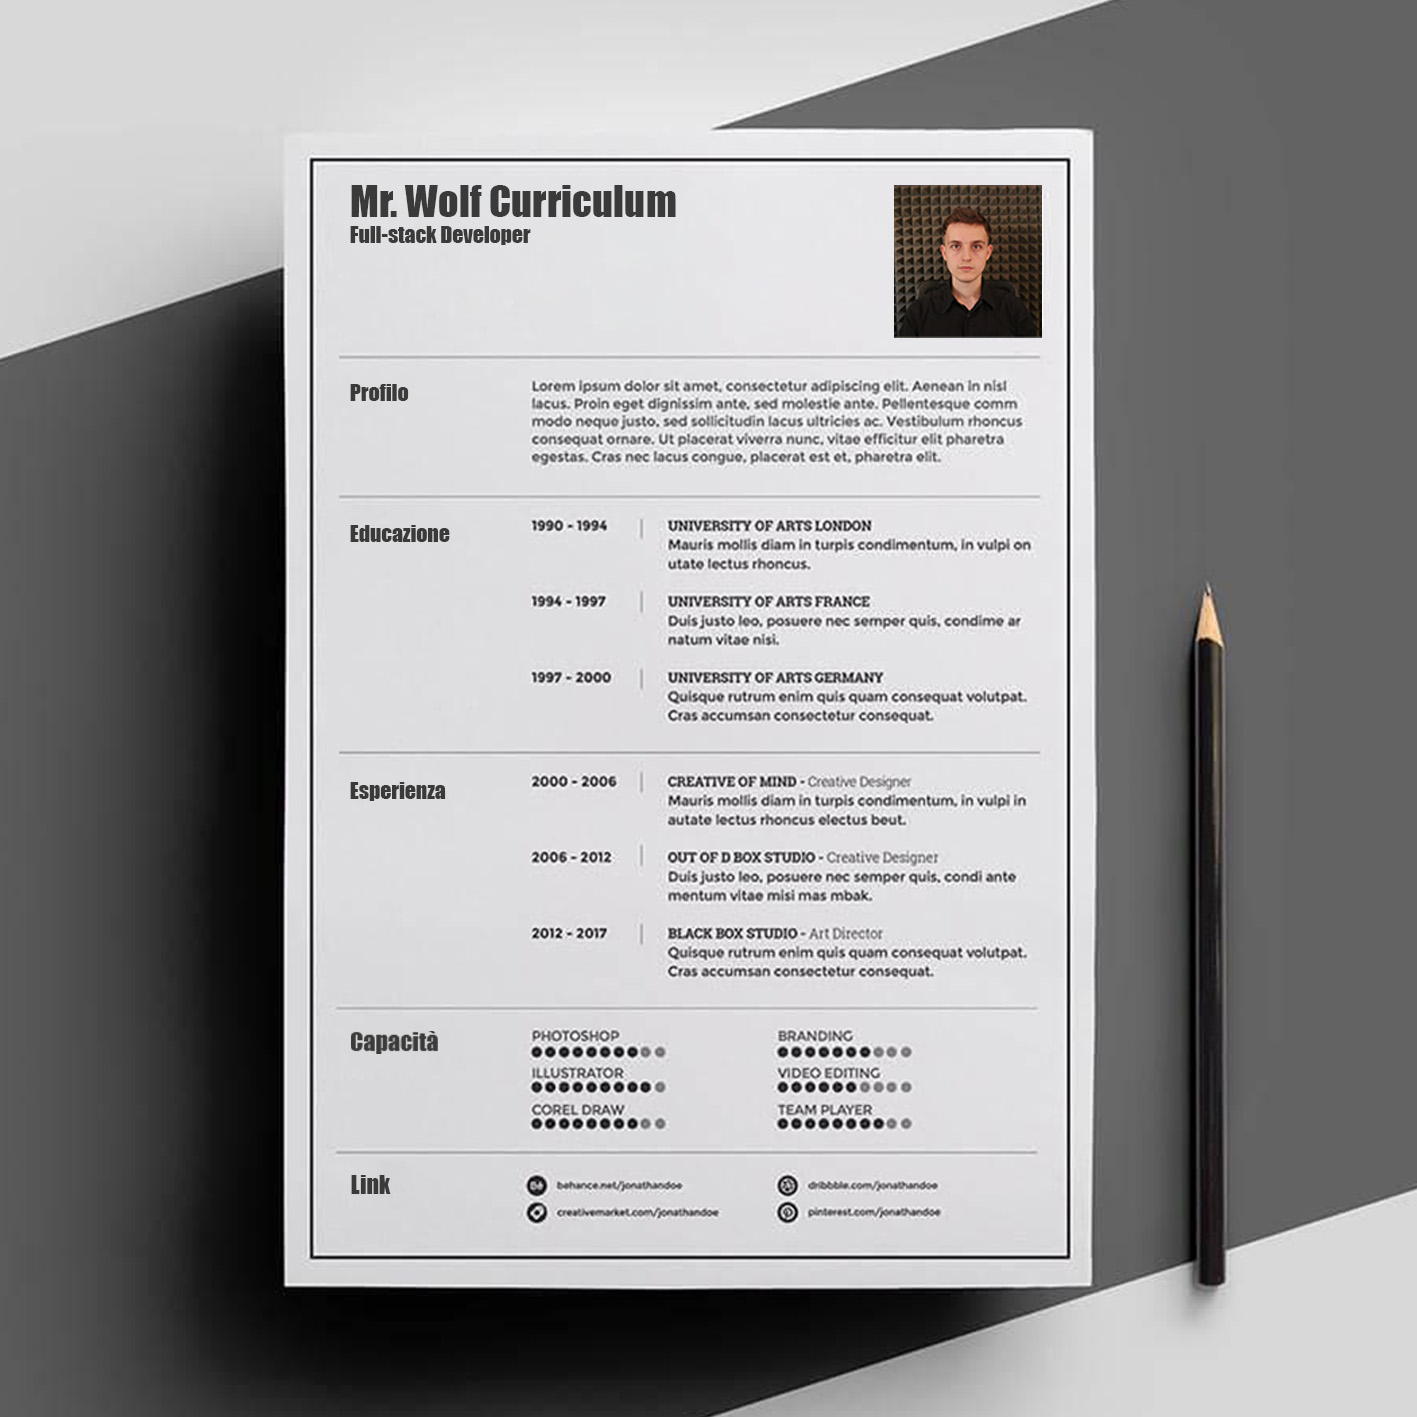 Mr. Wolf Curriculum
Full-stack Developer
Profilo
Lorem ipsum dolor sit amet, consectetur adipiscing elit. Aenean in nisl
lacus. Proin eget dignissim ante, sed molestie ante. Pellentesque comm
modo neque justo, sed sollicitudin lacus ultricies ac. Vestibulum rhoncus
consequat ornare. Ut placerat viverra nunc, vitae efficitur elit pharetra
egestas. Cras nec lacus congue, placerat est et, pharetra elit.
Educazione
1990 - 1994
UNIVERSITY OF ARTS LONDON
Mauris mollis diam in turpis condimentum, in vulpi on
utate lectus rhoncus.
1994 - 1997
UNIVERSITY OF ARTS FRANCE
Duis justo leo, posuere nec semper quis, condime ar
natum vitae nisi.
1997 - 2000
UNIVERSITY OF ARTS GERMANY
Quisque rutrum enim quis quam consequat volutpat.
Cras accumsan consectetur consequat.
Esperienza
2000 - 2006
CREATIVE OF MIND - Creative Designer
Mauris mollis diam in turpis condimentum, in vulpi in
autate lectus rhoncus electus beut.
2006 - 2012
OUT OF D BOX STUDIO - Creative Designer
Duis justo leo, posuere nec semper quis, condi ante
mentum vitae misi mas mbak.
2012 - 2017
BLACK BOX STUDIO - Art Director
Quisque rutrum enim quis quam consequat volutpat.
Cras accumsan consectetur consequat.
Capacità
PHOTOSHOP
BRANDING
ILLUSTRATOR
VIDEO EDITING
COREL DRAW
TEAM PLAYER
Link
behance.net/jonathandoe
dribbble.com/jonathandoe
creativemarket.com/jonathandoe
pinterest.com/jonathandoe